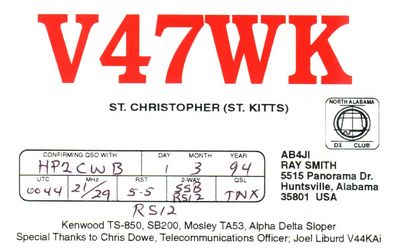 V47WK
ST. CHRISTOPHER (ST. KITTS)
NORTH ALABAMA
DX CLUB
CONFIRMING QSO WITH DAY MONTH YEAR
HP2CWB 1 3 94
UTC MHz RST 2-WAY QSL
0044 21/29 5-5 SSB RS12 TNX
RS12
AB4JI
RAY SMITH
5515 Panorama Dr.
Huntsville, Alabama
35801 USA
Kenwood TS-850, SB200, Mosley TA53, Alpha Delta Sloper
Special Thanks to Chris Dowe, Telecommunications Officer; Joel Liburd V44KAi